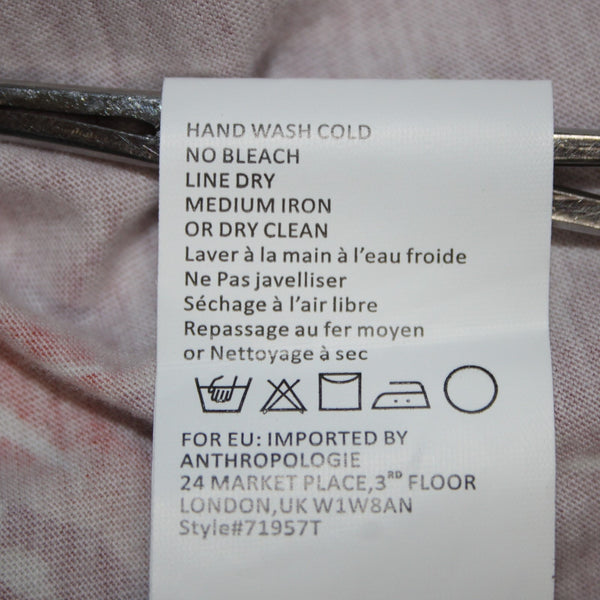 HAND WASH COLD
NO BLEACH
LINE DRY
MEDIUM IRON
OR DRY CLEAN
Laver à la main à l'eau froide
Ne Pas javelliser
Séchage à l'air libre
Repassage au fer moyen
or Nettoyage à sec
FOR EU: IMPORTED BY
ANTHROPOLOGIE
24 MARKET PLACE,3RD FLOOR
LONDON,UK W1W8AN
Style#71957T